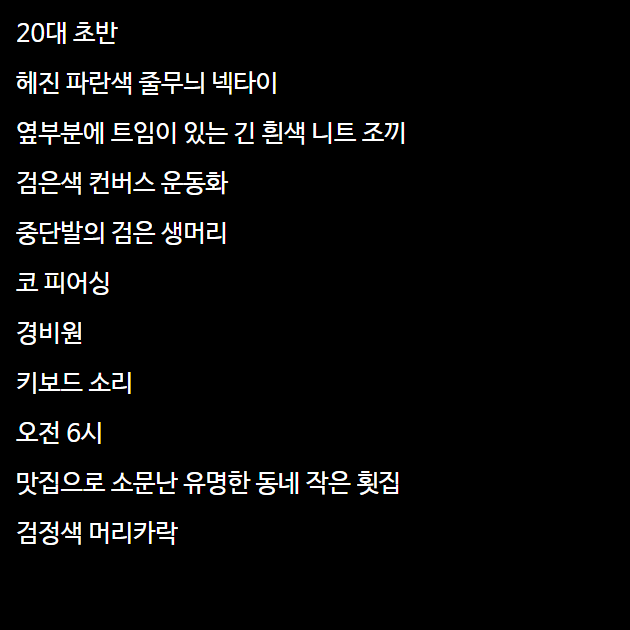 20대 초반
헤진 파란색 줄무늬 넥타이
옆부분에 트임이 있는 긴 흰색 니트 조끼
검은색 컨버스 운동화
중단발의 검은 생머리
코 피어싱
경비원
키보드 소리
오전 6시
맛집으로 소문난 유명한 동네 작은 횟집
검정색 머리카락